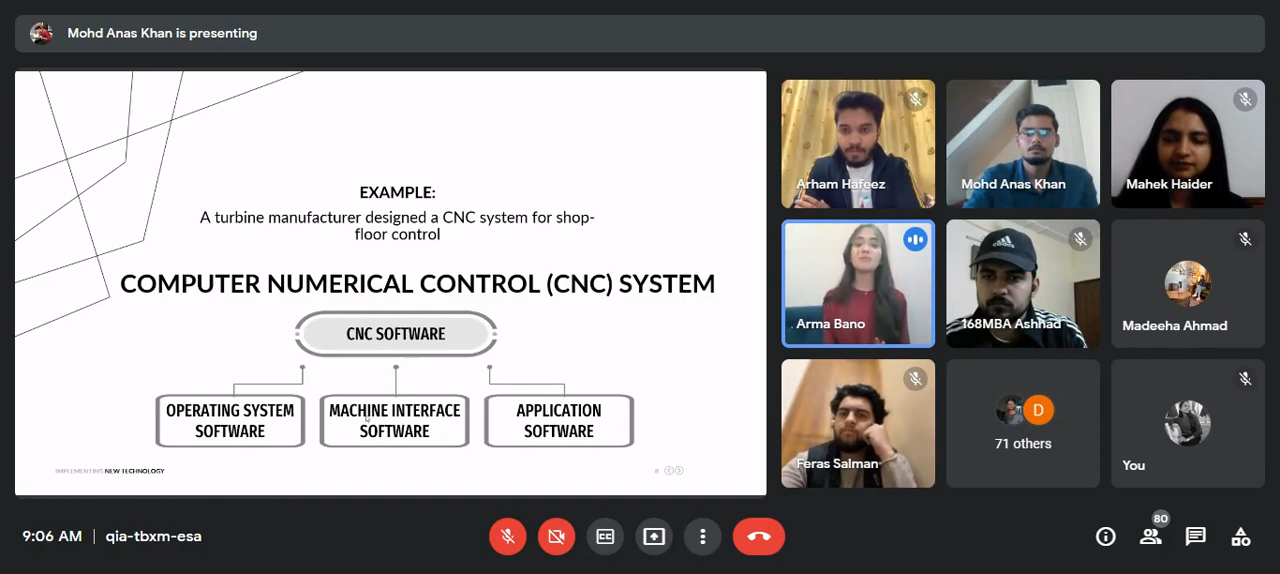 Mohd Anas Khan is presenting
EXAMPLE:
A turbine manufacturer designed a CNC system for shop-
floor control
COMPUTER NUMERICAL CONTROL (CNC) SYSTEM
CNC SOFTWARE
OPERATING SYSTEM
SOFTWARE
MACHINE INTERFACE
SOFTWARE
APPLICATION
SOFTWARE
IMPLEMENTING NEW TECHNOLOGY
8
Arham Hafeez
Mohd Anas Khan
Mahek Haider
Arma Bano
adidas
168MBA Ashhad
Madeeha Ahmad
Feras Salman
D
71 others
You
9:06 AM | qia-tbxm-esa
CC
80